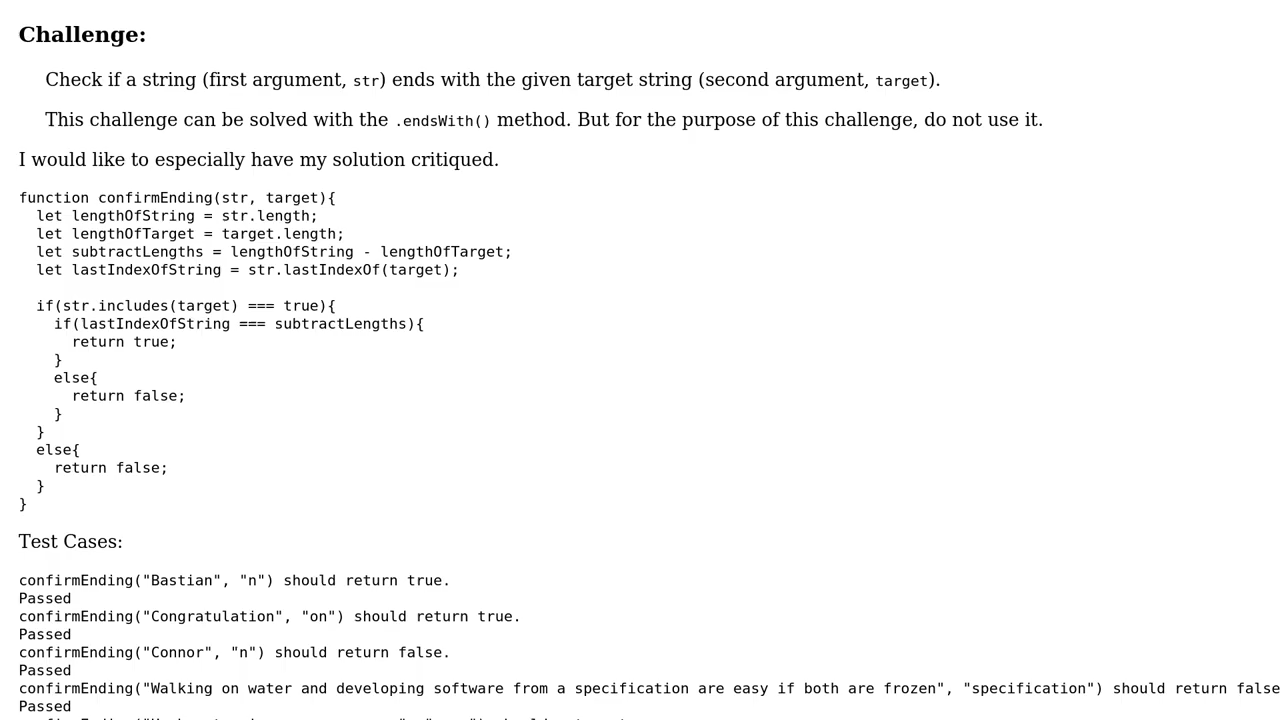 Challenge:
Check if a string (first argument, str) ends with the given target string (second argument, target).
This challenge can be solved with the .endsWith() method. But for the purpose of this challenge, do not use it.
I would like to especially have my solution critiqued.
function confirmEnding(str, target){
  let lengthOfString = str.length;
  let lengthOfTarget = target.length;
  let subtractLengths = lengthOfString - lengthOfTarget;
  let lastIndexOfString = str.lastIndexOf(target);
  if(str.includes(target) === true){
    if(lastIndexOfString === subtractLengths){
      return true;
    }
    else{
      return false;
    }
  }
  else{
    return false;
  }
}
Test Cases:
confirmEnding("Bastian", "n") should return true.
Passed
confirmEnding("Congratulation", "on") should return true.
Passed
confirmEnding("Connor", "n") should return false.
Passed
confirmEnding("Walking on water and developing software from a specification are easy if both are frozen", "specification") should return false
Passed